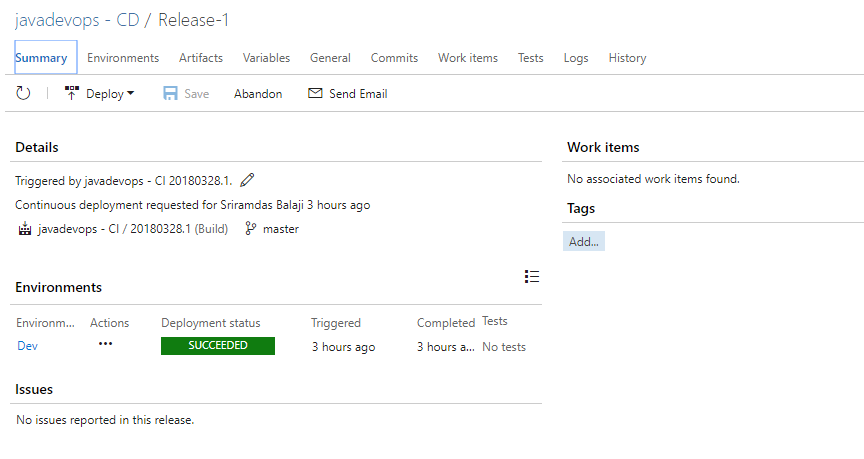 javadevops - CD / Release-1
Summary Environments Artifacts Variables General Commits Work items Tests Logs History
Deploy Save Abandon Send Email
Details
Triggered by javadevops - CI 20180328.1.
Continuous deployment requested for Sriramdas Balaji 3 hours ago
javadevops - CI / 20180328.1 (Build) master
Work items
No associated work items found.
Tags
Add...
Environments
Environm... Actions Deployment status Triggered Completed Tests
Dev ••• SUCCEEDED 3 hours ago 3 hours a... No tests
Issues
No issues reported in this release.